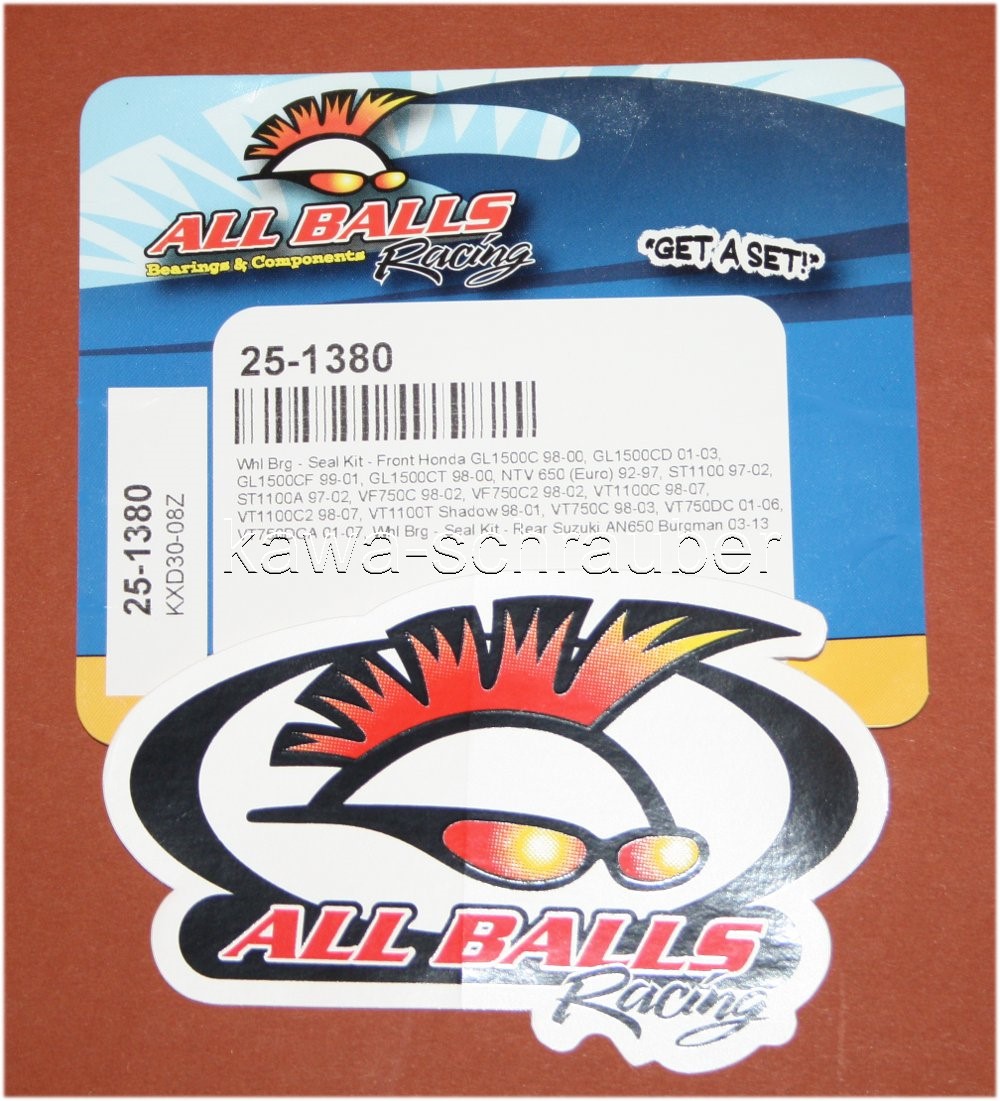 ALL BALLS
Bearings & Components
Racing
"GET A SET!"
25-1380
Whl Brg - Seal Kit - Front Honda GL1500C 98-00, GL1500CD 01-03,
GL1500CF 99-01, GL1500CT 98-00, NTV 650 (Euro) 92-97, ST1100 97-02,
ST1100A 97-02, VF750C 98-02, VF750C2 98-02, VT1100C 98-07,
VT1100C2 98-07, VT1100T Shadow 98-01, VT750C 98-03, VT750DC 01-06,
VT750DCA 01-07, Whl Brg - Seal Kit - Rear Suzuki AN650 Burgman 03-13
25-1380
KXD30-08Z
kawa-schrauber
ALL BALLS
Racing